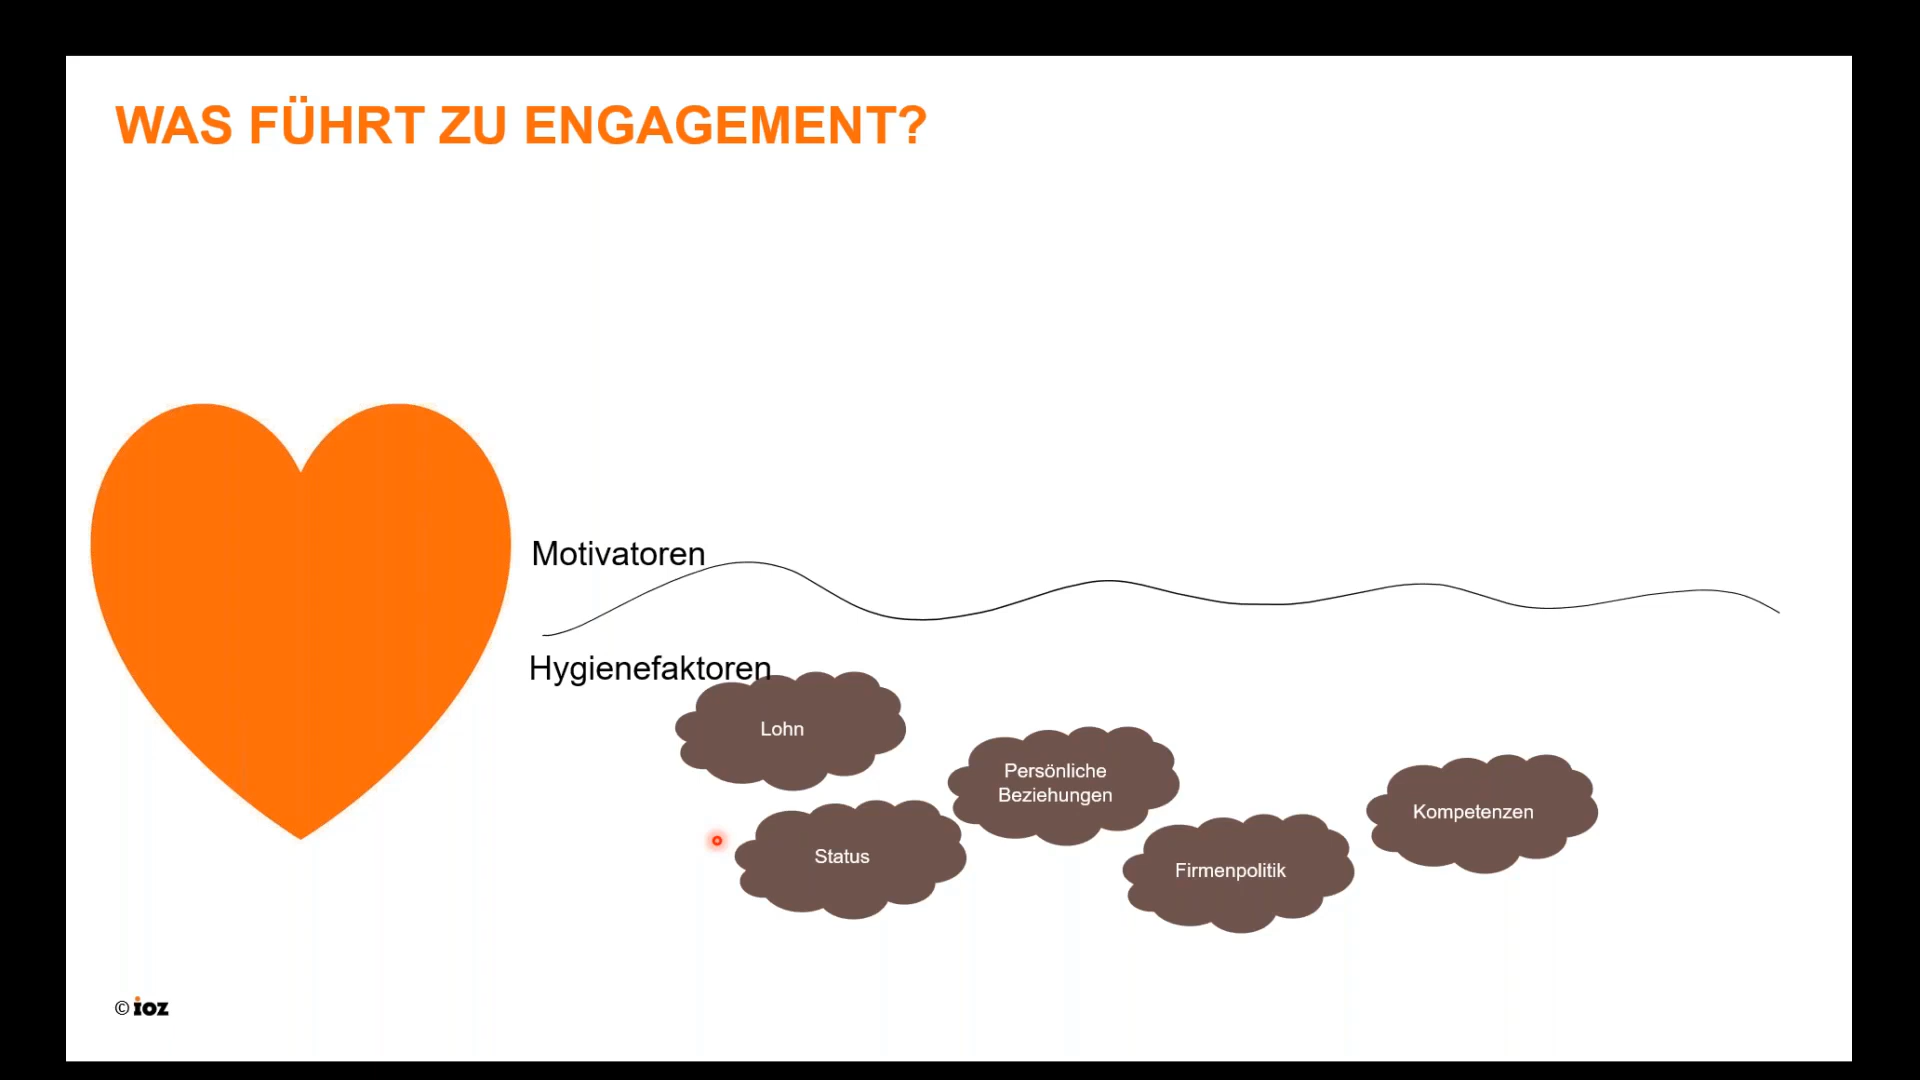 WAS FÜHRT ZU ENGAGEMENT?
Motivatoren
Hygienefaktoren
Lohn
Persönliche
Beziehungen
Kompetenzen
Status
Firmenpolitik
© ioz